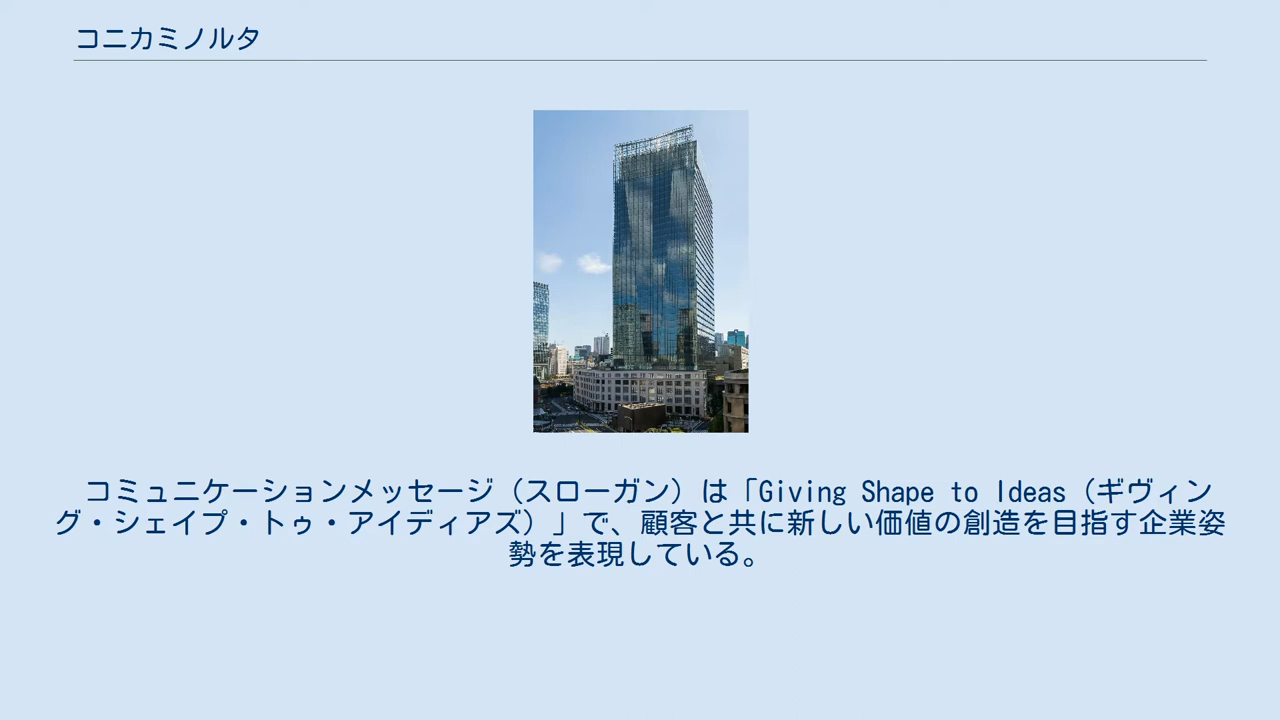 コニカミノルタ
コミュニケーションメッセージ（スローガン）は「Giving Shape to Ideas（ギヴィン
グ・シェイプ・トゥ・アイディアズ）」で、顧客と共に新しい価値の創造を目指す企業姿
勢を表現している。